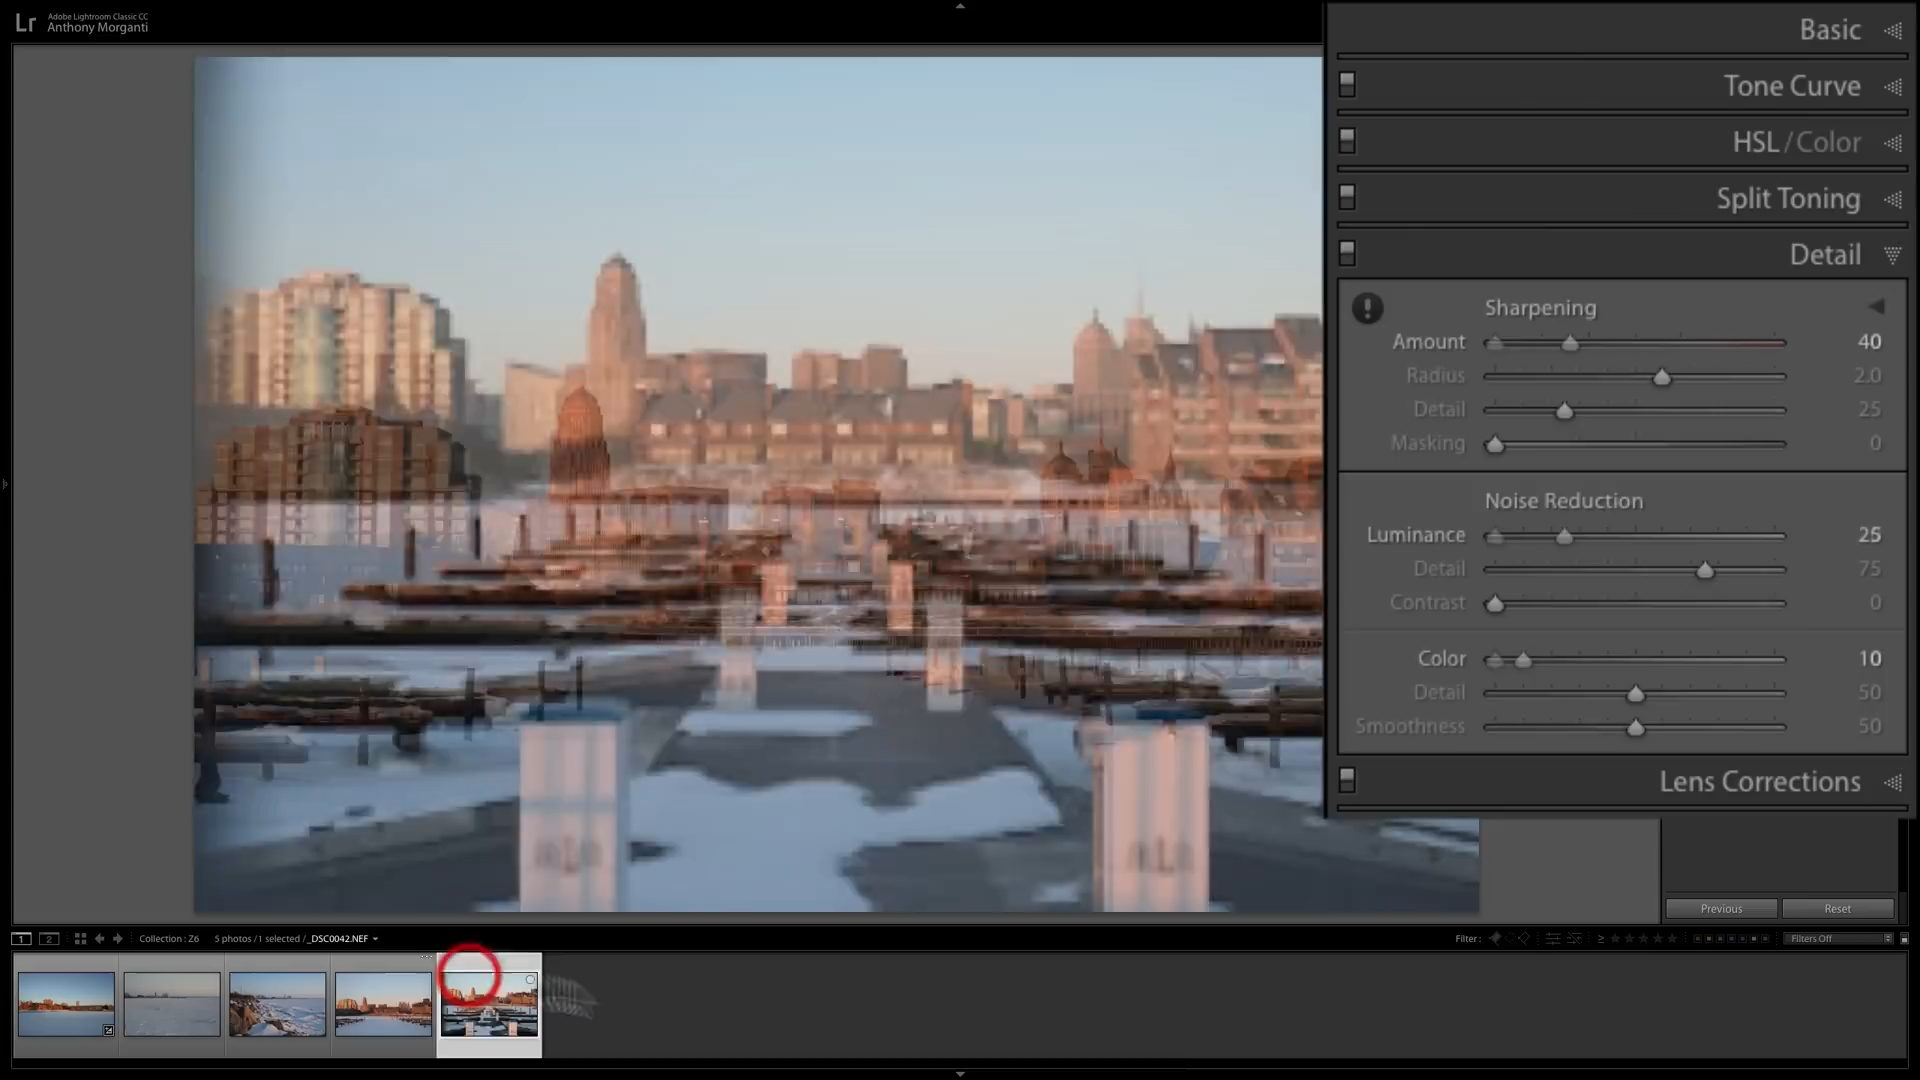 Lr
Adobe Lightroom Classic CC
Anthony Morganti
Basic
Tone Curve
HSL / Color
Split Toning
Detail
Sharpening
Amount 40
Radius 2.0
Detail 25
Masking 0
Noise Reduction
Luminance 25
Detail 75
Contrast 0
Color 10
Detail 50
Smoothness 50
Lens Corrections
Previous Reset
1 2 Collection : Z6 5 photos / 1 selected / _DSC0042.NEF Filter : ≥ Filters Off